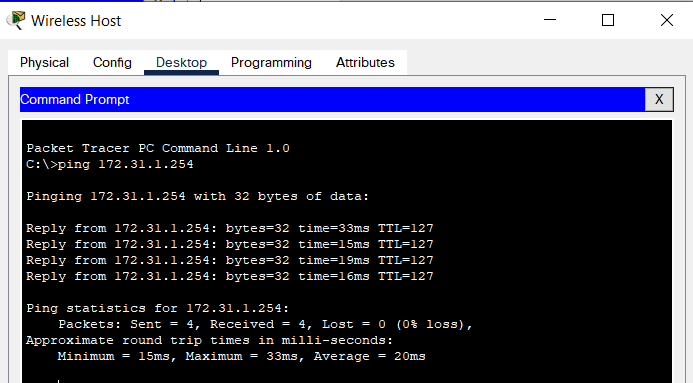 Wireless Host
Physical Config Desktop Programming Attributes
Command Prompt X
Packet Tracer PC Command Line 1.0
C:\>ping 172.31.1.254
Pinging 172.31.1.254 with 32 bytes of data:
Reply from 172.31.1.254: bytes=32 time=33ms TTL=127
Reply from 172.31.1.254: bytes=32 time=15ms TTL=127
Reply from 172.31.1.254: bytes=32 time=19ms TTL=127
Reply from 172.31.1.254: bytes=32 time=16ms TTL=127
Ping statistics for 172.31.1.254:
Packets: Sent = 4, Received = 4, Lost = 0 (0% loss),
Approximate round trip times in milli-seconds:
Minimum = 15ms, Maximum = 33ms, Average = 20ms